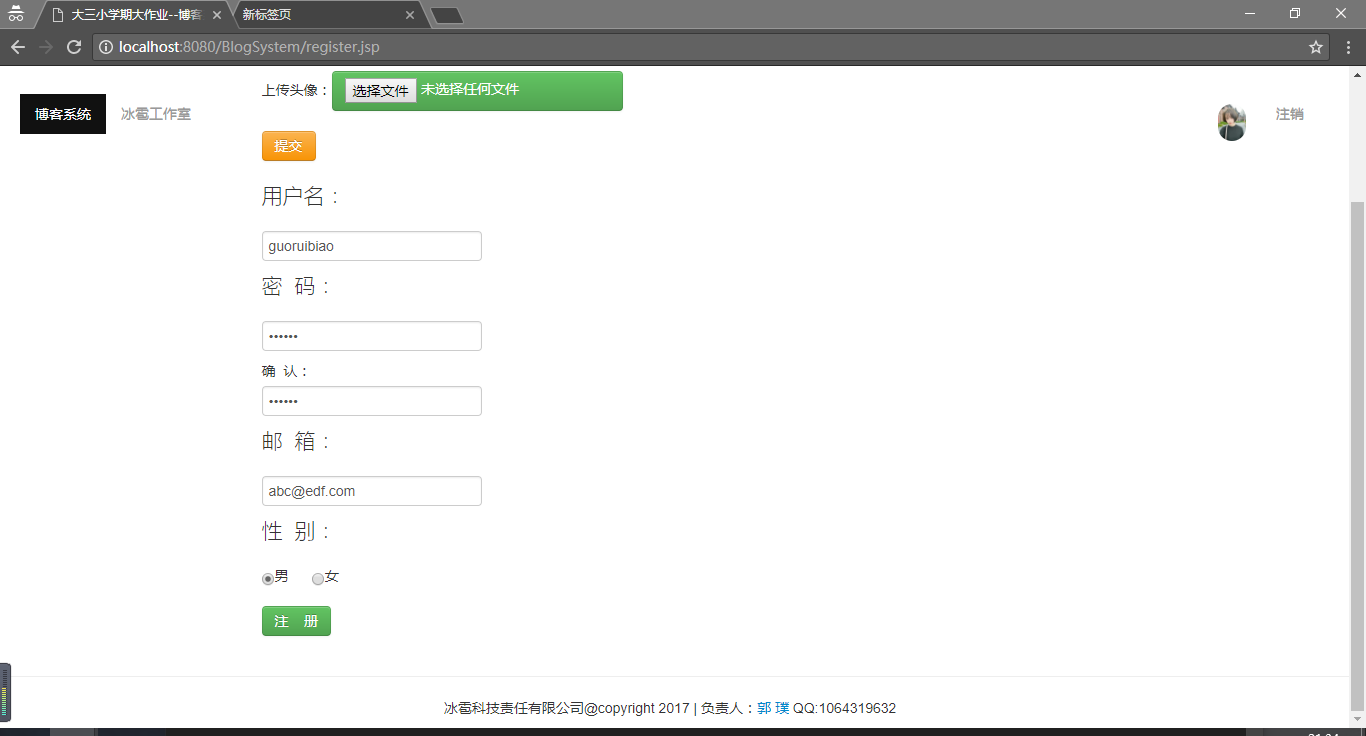 大三小学期大作业--博客
新标签页
localhost:8080/BlogSystem/register.jsp
博客系统
冰雹工作室
注销
上传头像：
选择文件 未选择任何文件
提交
用户名：
guoruibiao
密 码：
••••••
确 认：
••••••
邮 箱：
abc@edf.com
性 别：
男 女
注 册
冰雹科技责任有限公司@copyright 2017 | 负责人：郭 璞 QQ:1064319632